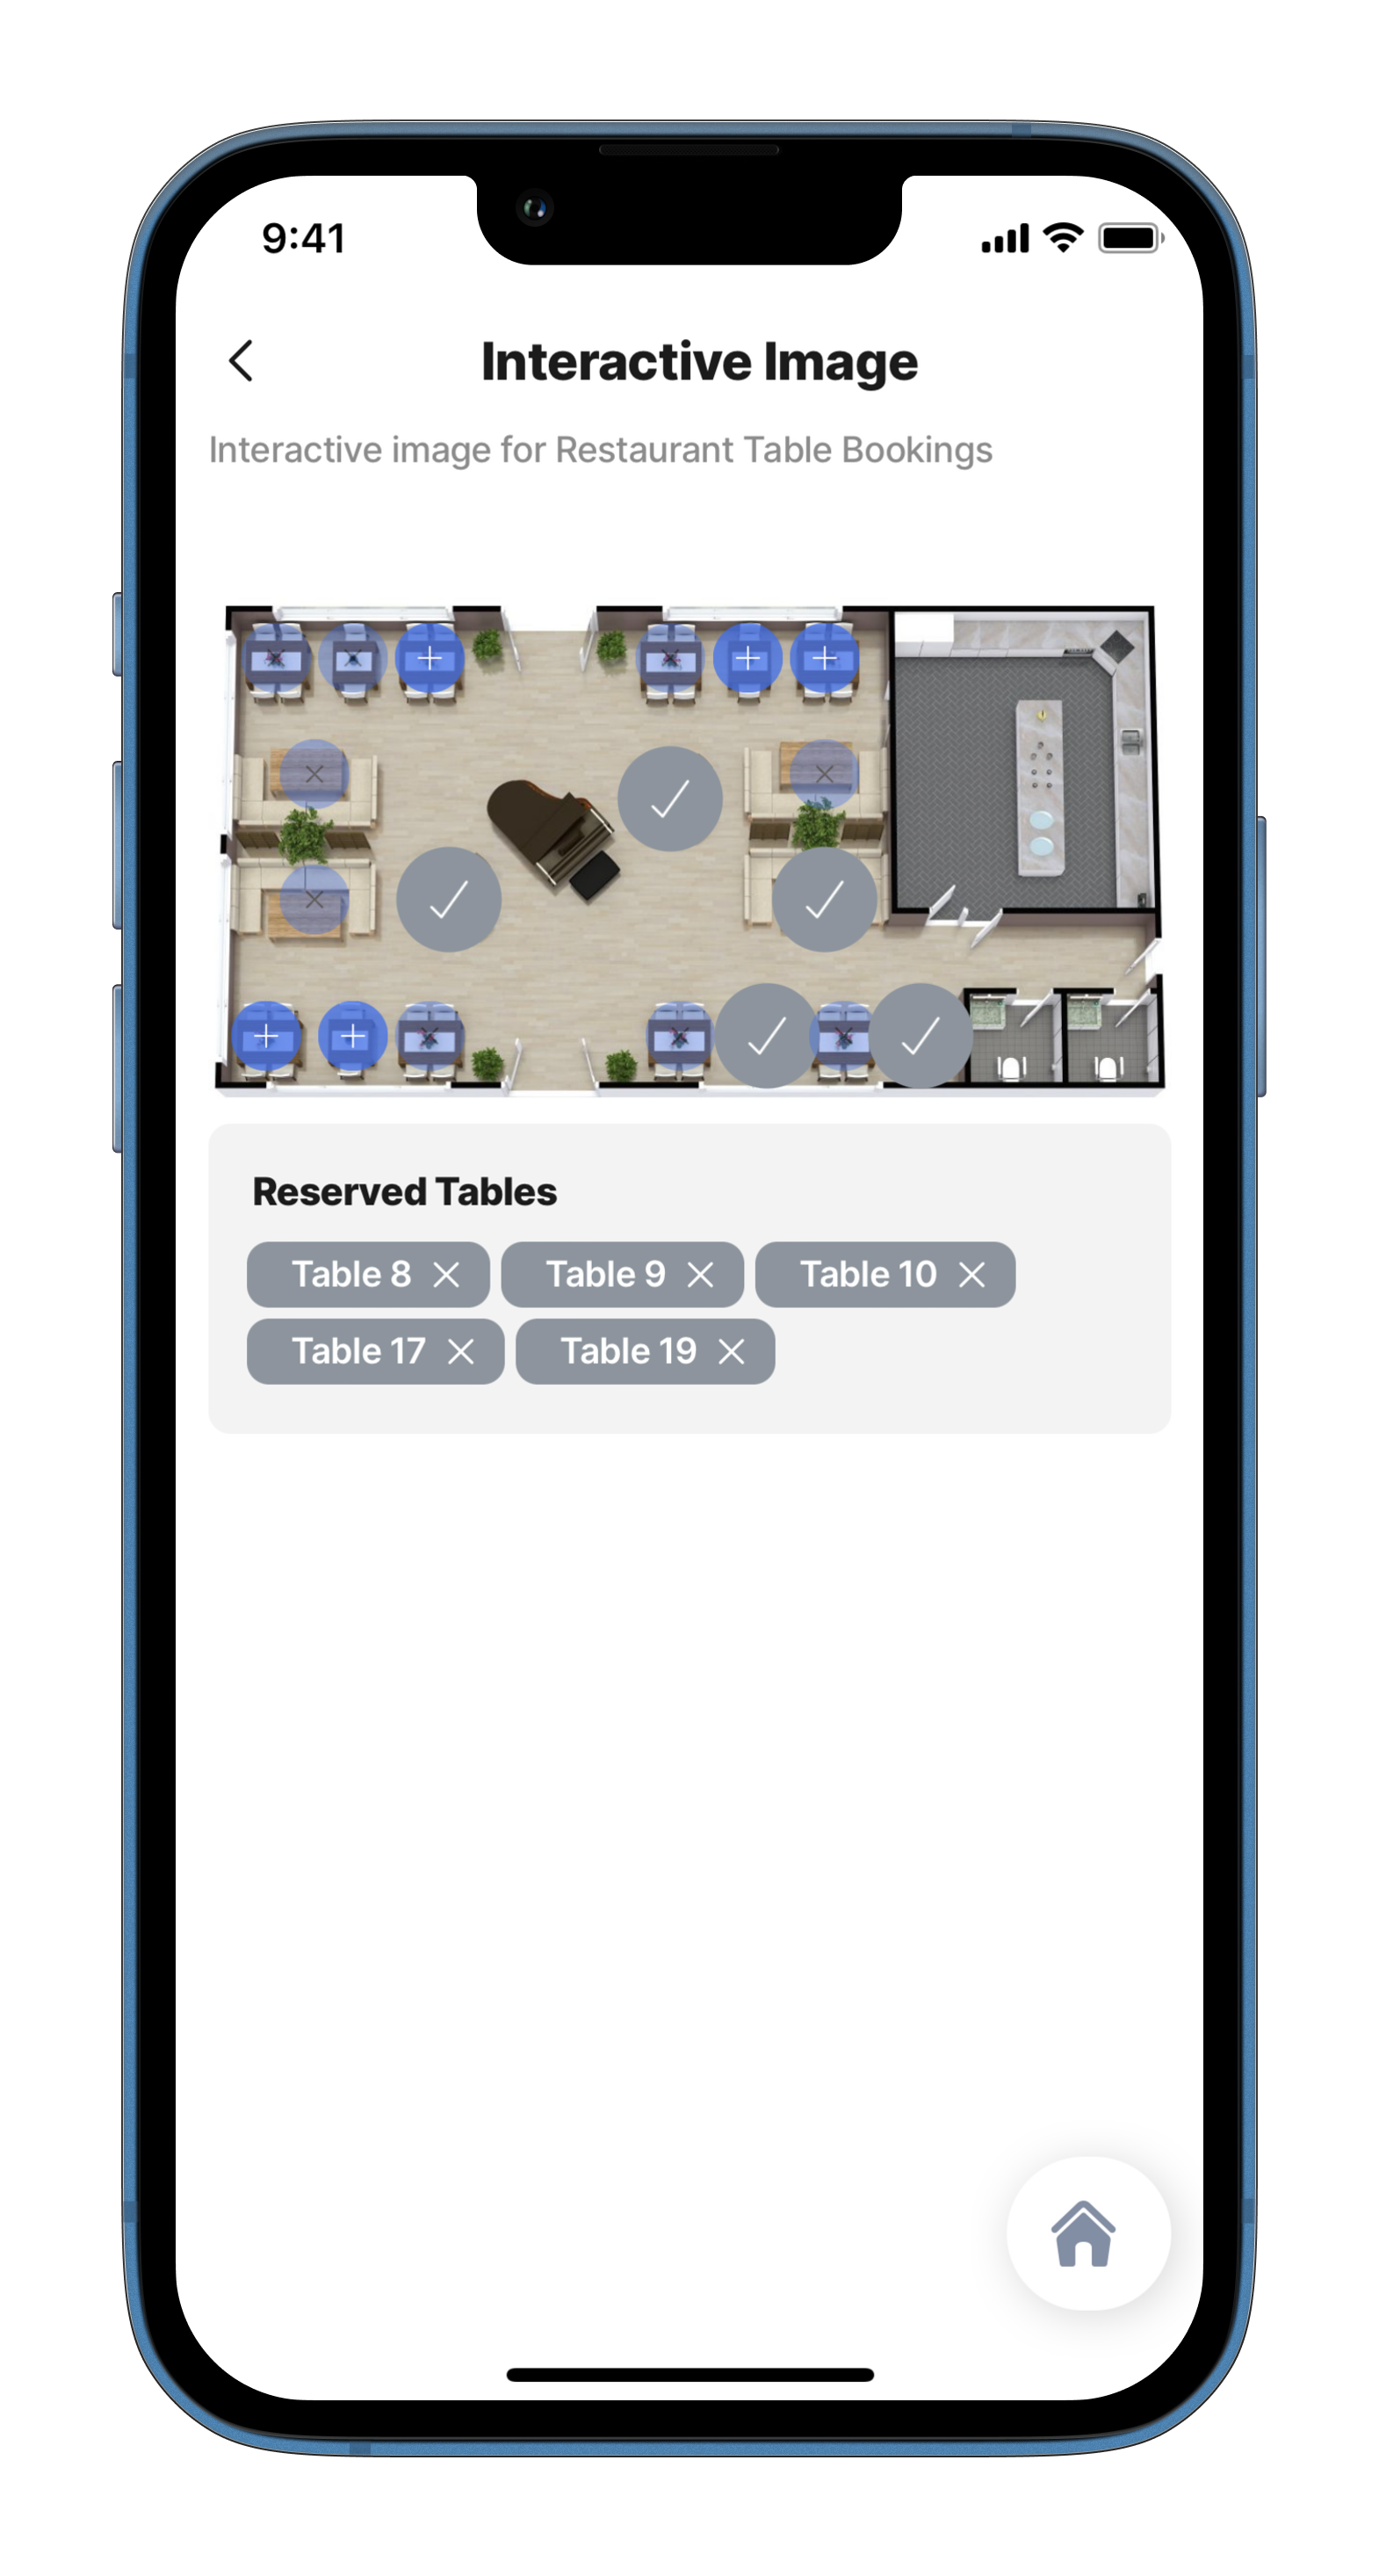 9:41
Interactive Image
Interactive image for Restaurant Table Bookings
Reserved Tables
Table 8 Table 9 Table 10
Table 17 Table 19